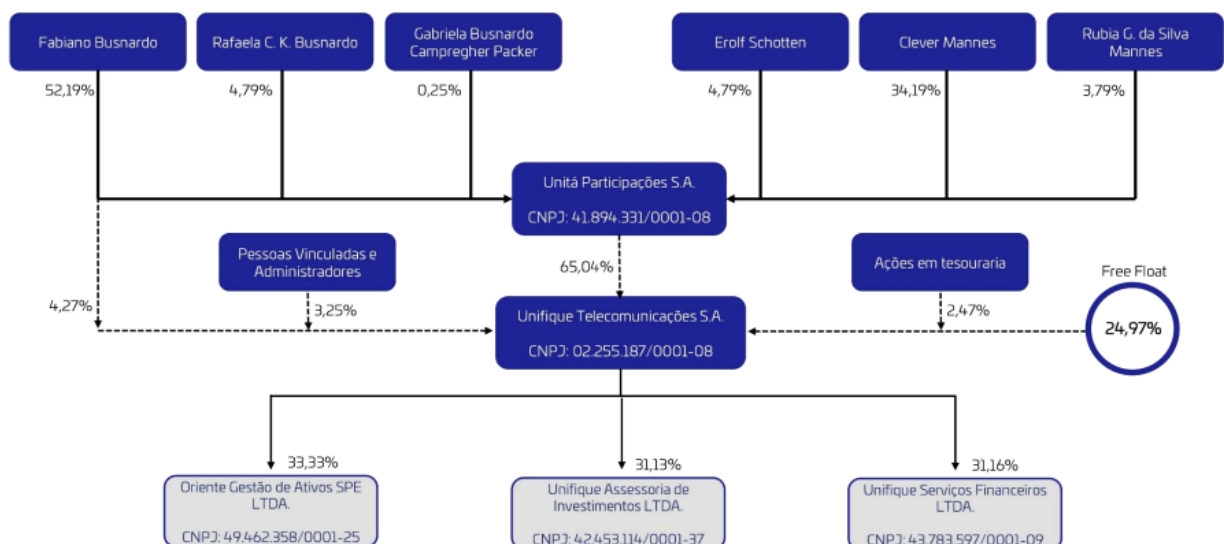 Fabiano Busnardo
Rafaela C. K. Busnardo
Gabriela Busnardo
Campregher Packer
Erolf Schotten
Clever Mannes
Rubia G. da Silva
Mannes
52,19%
4,79%
0,25%
4,79%
34,19%
3,79%
Unitá Participações S.A.
CNPJ: 41.894.331/0001-08
Pessoas Vinculadas e
Administradores
65,04%
Ações em tesouraria
Free Float
4,27%
3,25%
2,47%
24,97%
Unifique Telecomunicações S.A.
CNPJ: 02.255.187/0001-08
33,33%
31,13%
31,16%
Oriente Gestão de Ativos SPE
LTDA.
CNPJ: 49.462.358/0001-25
Unifique Assessoria de
Investimentos LTDA.
CNPJ: 42.453.114/0001-37
Unifique Serviços Financeiros
LTDA.
CNPJ: 43.783.597/0001-09